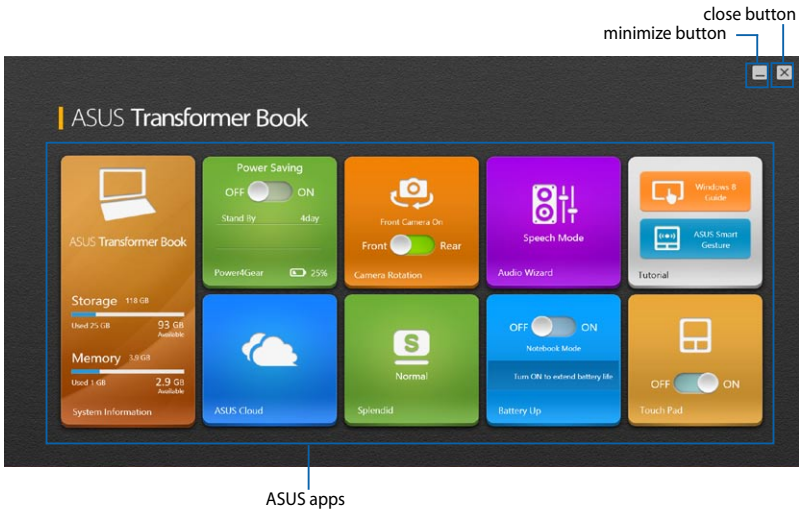 close button
minimize button
ASUS Transformer Book
ASUS Transformer Book
Storage 118 GB
Used 25 GB 93 GB
Available
Memory 3.9 GB
Used 1 GB 2.9 GB
Available
System Information
Power Saving
OFF ON
Stand By 4day
Power4Gear 25%
Front Camera On
Front Rear
Camera Rotation
Speech Mode
Audio Wizard
Windows 8
Guide
ASUS Smart
Gesture
Tutorial
ASUS Cloud
S
Normal
Splendid
OFF ON
Notebook Mode
Turn ON to extend battery life
Battery Up
OFF ON
Touch Pad
ASUS apps